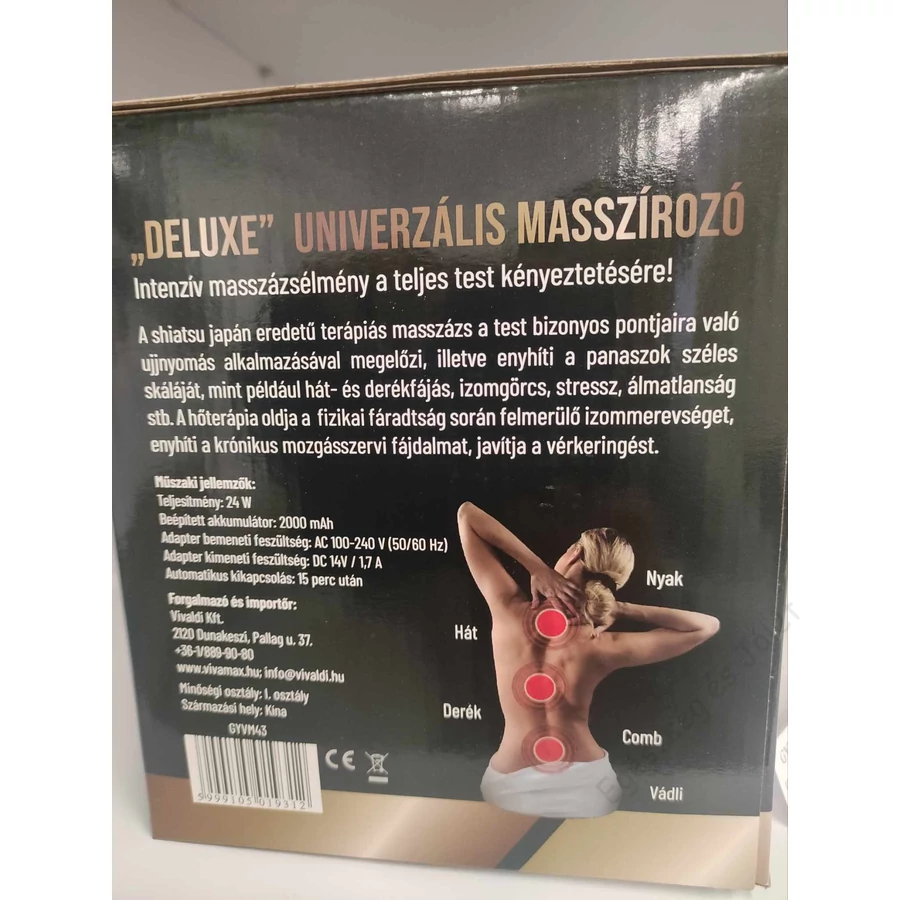 „DELUXE” UNIVERZÁLIS MASSZÍROZÓ
Intenzív masszázsélmény a teljes test kényeztetésére!
A shiatsu japán eredetű terápiás masszázs a test bizonyos pontjaira való
ujjnyomás alkalmazásával megelőzi, illetve enyhíti a panaszok széles
skáláját, mint például hát- és derékfájás, izomgörcs, stressz, álmatlanság
stb. A hőterápia oldja a fizikai fáradtság során felmerülő izommerevséget,
enyhíti a krónikus mozgásszervi fájdalmat, javítja a vérkeringést.
Műszaki jellemzők:
Teljesítmény: 24 W
Beépített akkumulátor: 2000 mAh
Adapter bemeneti feszültség: AC 100-240 V (50/60 Hz)
Adapter kimeneti feszültség: DC 14V / 1,7 A
Automatikus kikapcsolás: 15 perc után
Forgalmazó és importőr:
Vivaldi Kft.
2120 Dunakeszi, Pallag u. 37.
+36-1/889-90-80
www.vivamax.hu; info@vivaldi.hu
Minőségi osztály: I. osztály
Származási hely: Kína
GYVM43
5 999105 019312
CE
Nyak
Hát
Derék
Comb
Vádli